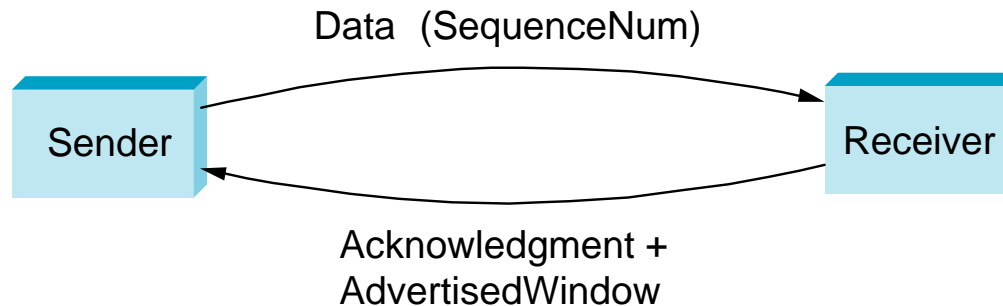 Data (SequenceNum)
Sender
Receiver
Acknowledgment +
AdvertisedWindow